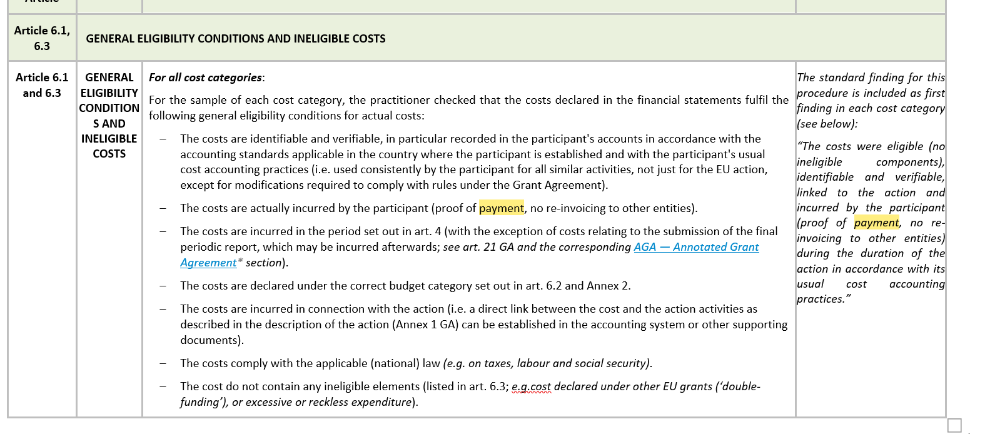 Article
Article 6.1,
6.3
GENERAL ELIGIBILITY CONDITIONS AND INELIGIBLE COSTS
Article 6.1
and 6.3
GENERAL
ELIGIBILITY
CONDITION
S AND
INELIGIBLE
COSTS
For all cost categories:
For the sample of each cost category, the practitioner checked that the costs declared in the financial statements fulfil the
following general eligibility conditions for actual costs:
– The costs are identifiable and verifiable, in particular recorded in the participant's accounts in accordance with the
accounting standards applicable in the country where the participant is established and with the participant's usual
cost accounting practices (i.e. used consistently by the participant for all similar activities, not just for the EU action,
except for modifications required to comply with rules under the Grant Agreement).
– The costs are actually incurred by the participant (proof of payment, no re-invoicing to other entities).
– The costs are incurred in the period set out in art. 4 (with the exception of costs relating to the submission of the final
periodic report, which may be incurred afterwards; see art. 21 GA and the corresponding AGA — Annotated Grant
Agreement* section).
– The costs are declared under the correct budget category set out in art. 6.2 and Annex 2.
– The costs are incurred in connection with the action (i.e. a direct link between the cost and the action activities as
described in the description of the action (Annex 1 GA) can be established in the accounting system or other supporting
documents).
– The costs comply with the applicable (national) law (e.g. on taxes, labour and social security).
– The cost do not contain any ineligible elements (listed in art. 6.3; e.g.cost declared under other EU grants (‘double-
funding’), or excessive or reckless expenditure).
The standard finding for this
procedure is included as first
finding in each cost category
(see below):
“The costs were eligible (no
ineligible components),
identifiable and verifiable,
linked to the action and
incurred by the participant
(proof of payment, no re-
invoicing to other entities)
during the duration of the
action in accordance with its
usual cost accounting
practices.”